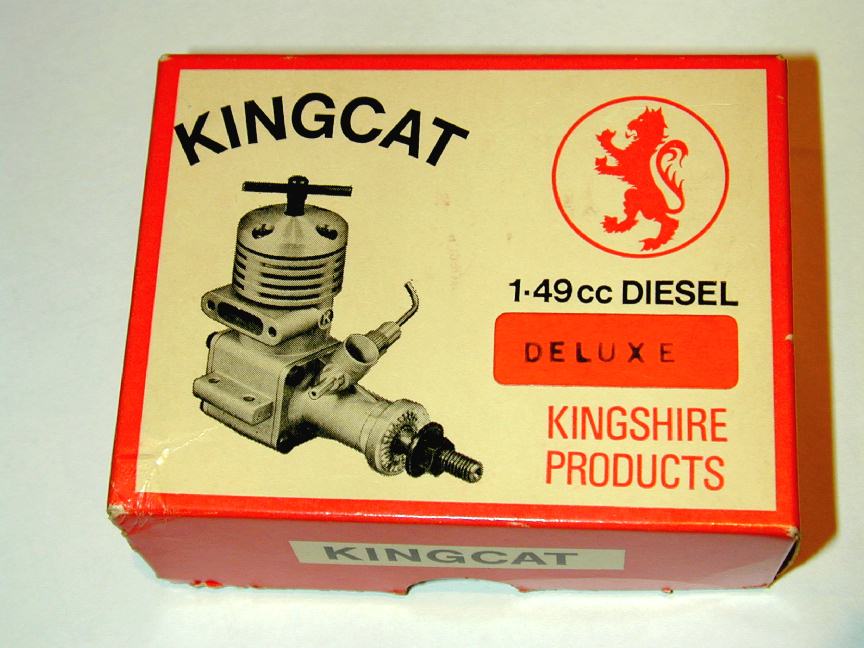 KINGCAT
1·49cc DIESEL
DELUXE
KINGSHIRE
PRODUCTS
KINGCAT